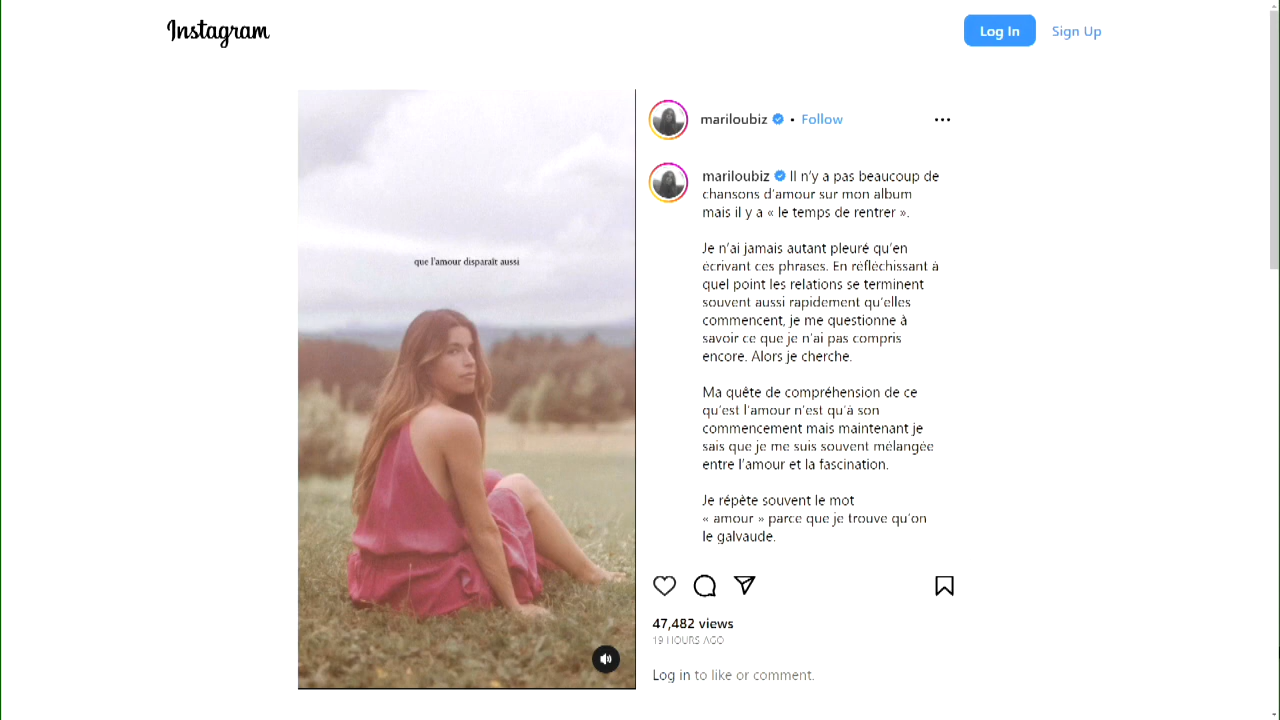 Instagram
Log In
Sign Up
que l'amour disparaît aussi
mariloubiz • Follow
mariloubiz Il n'y a pas beaucoup de
chansons d'amour sur mon album
mais il y a « le temps de rentrer ».
Je n'ai jamais autant pleuré qu'en
écrivant ces phrases. En réfléchissant à
quel point les relations se terminent
souvent aussi rapidement qu'elles
commencent, je me questionne à
savoir ce que je n'ai pas compris
encore. Alors je cherche.
Ma quête de compréhension de ce
qu'est l'amour n'est qu'à son
commencement mais maintenant je
sais que je me suis souvent mélangée
entre l'amour et la fascination.
Je répète souvent le mot
« amour » parce que je trouve qu'on
le galvaude.
47,482 views
19 HOURS AGO
Log in to like or comment.